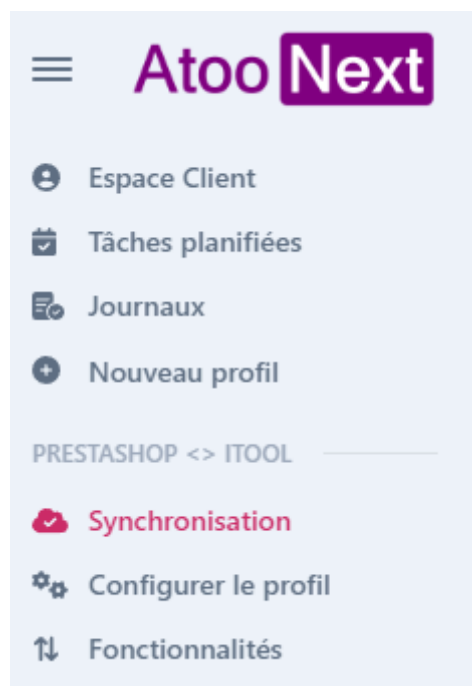 Atoo Next
Espace Client
Tâches planifiées
Journaux
Nouveau profil
PRESTASHOP <> ITOOL
Synchronisation
Configurer le profil
Fonctionnalités